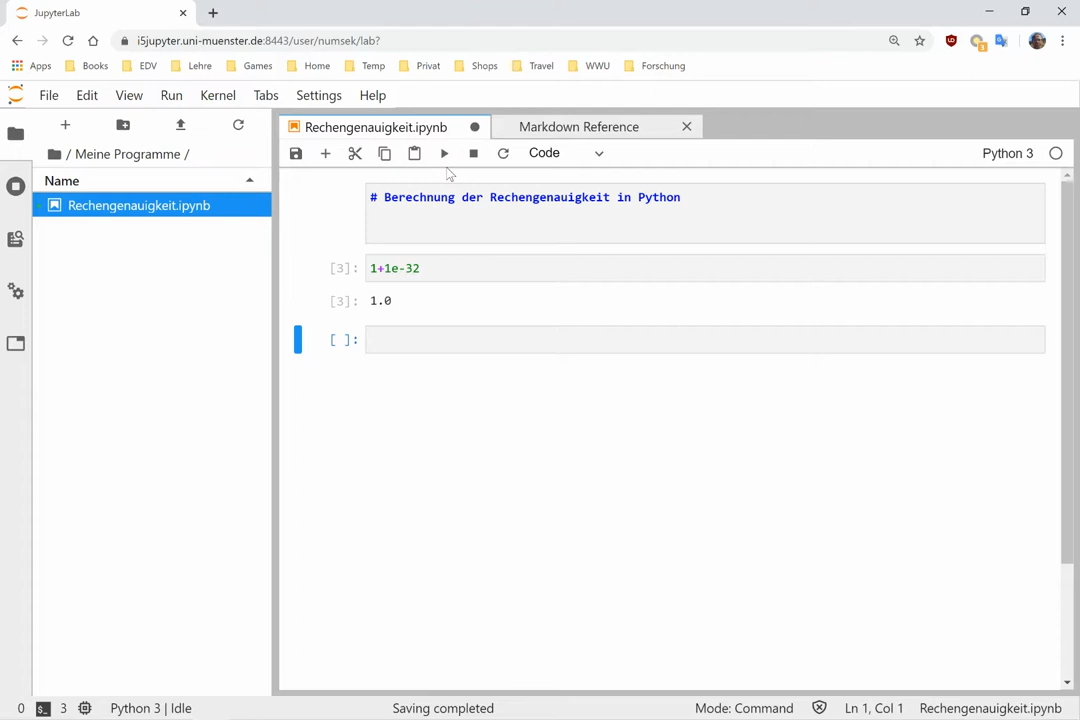 JupyterLab
i5jupyter.uni-muenster.de:8443/user/numsek/lab?
Apps Books EDV Lehre Games Home Temp Privat Shops Travel WWU Forschung
File Edit View Run Kernel Tabs Settings Help
Rechengenauigkeit.ipynb Markdown Reference
/ Meine Programme /
Code Python 3
Name
Rechengenauigkeit.ipynb
# Berechnung der Rechengenauigkeit in Python
[3]: 1+1e-32
[3]: 1.0
[ ]:
0 $_ 3 Python 3 | Idle Saving completed Mode: Command Ln 1, Col 1 Rechengenauigkeit.ipynb